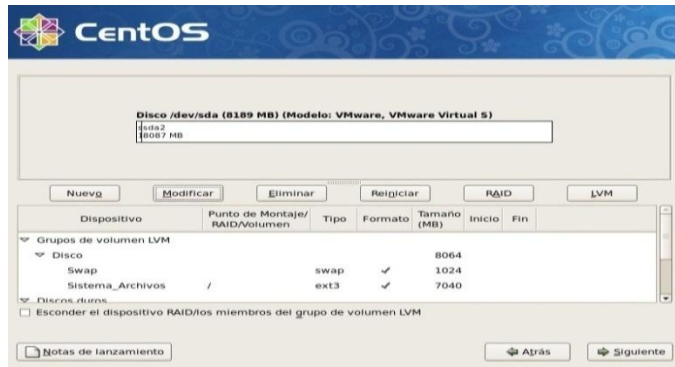 CentOS
Disco /dev/sda (8189 MB) (Modelo: VMware, VMware Virtual S)
sda2
8087 MB
Nuevo Modificar Eliminar Reiniciar RAID LVM
Dispositivo Punto de Montaje/ RAID/Volumen Tipo Formato Tamaño (MB) Inicio Fin
Grupos de volumen LVM
Disco 8064
Swap swap ✓ 1024
Sistema_Archivos / ext3 ✓ 7040
Discos duros
Esconder el dispositivo RAID/los miembros del grupo de volumen LVM
Notas de lanzamiento Atrás Siguiente